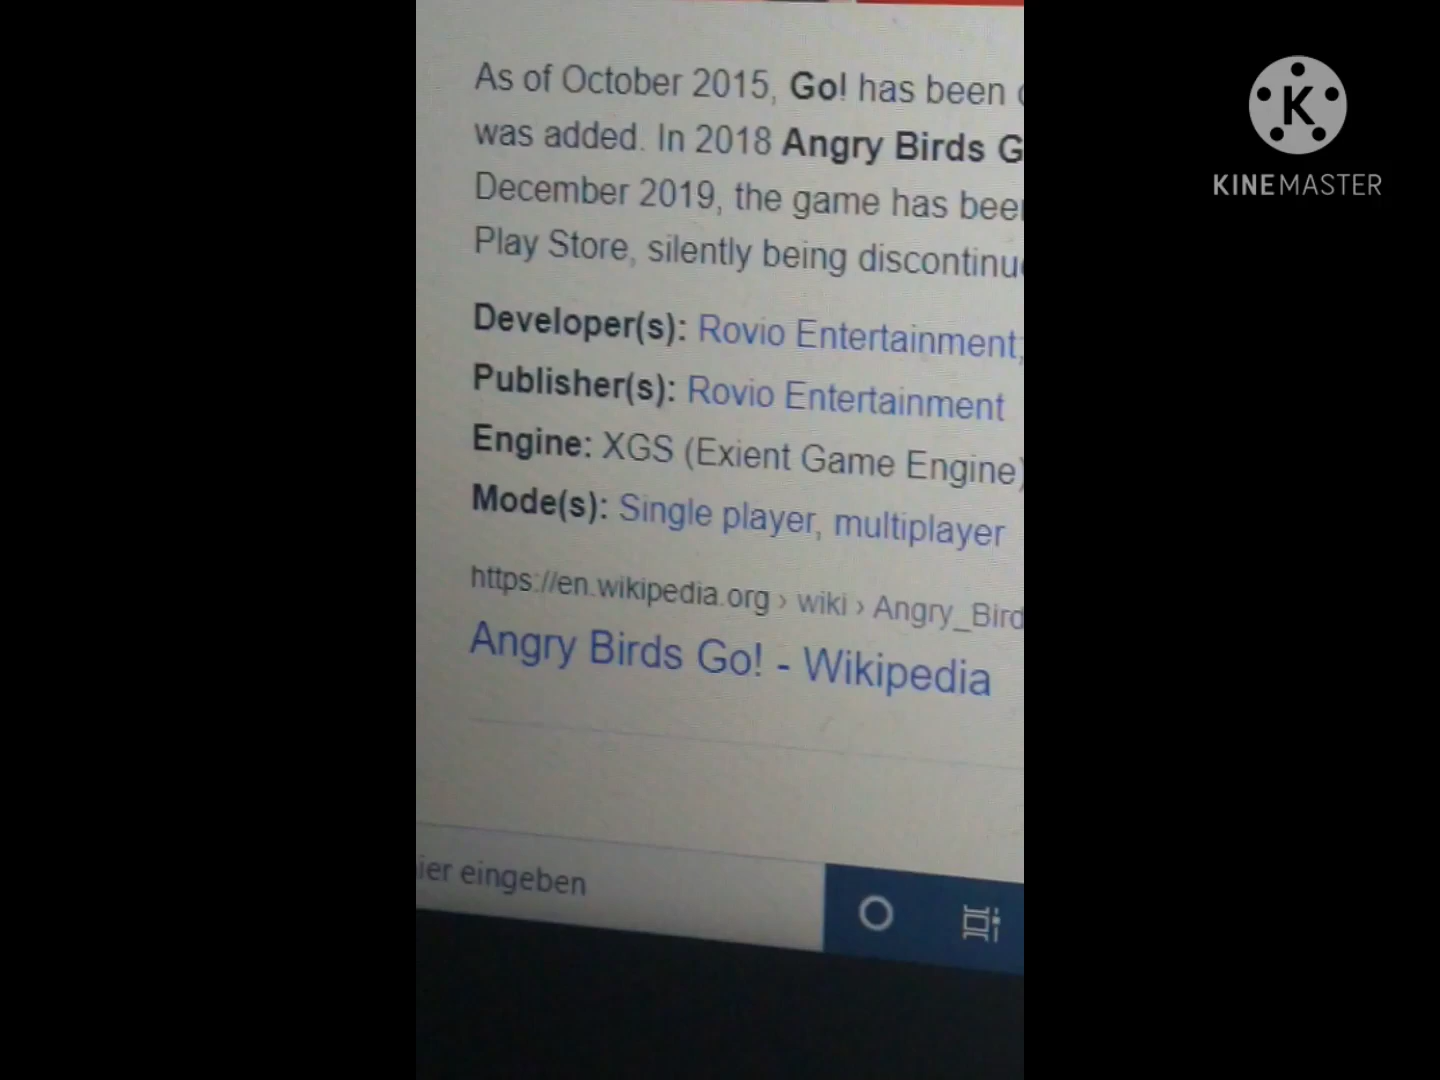 As of October 2015, Go! has been
was added. In 2018 Angry Birds G
December 2019, the game has been
Play Store, silently being discontinu
Developer(s): Rovio Entertainment,
Publisher(s): Rovio Entertainment
Engine: XGS (Exient Game Engine)
Mode(s): Single player, multiplayer
https://en.wikipedia.org › wiki › Angry_Bird
Angry Birds Go! - Wikipedia
ier eingeben
K
KINEMASTER